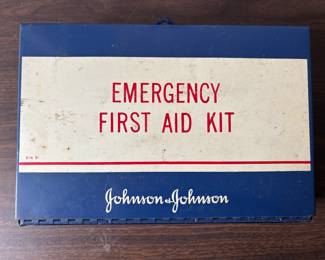 EMERGENCY
FIRST AID KIT
Johnson & Johnson